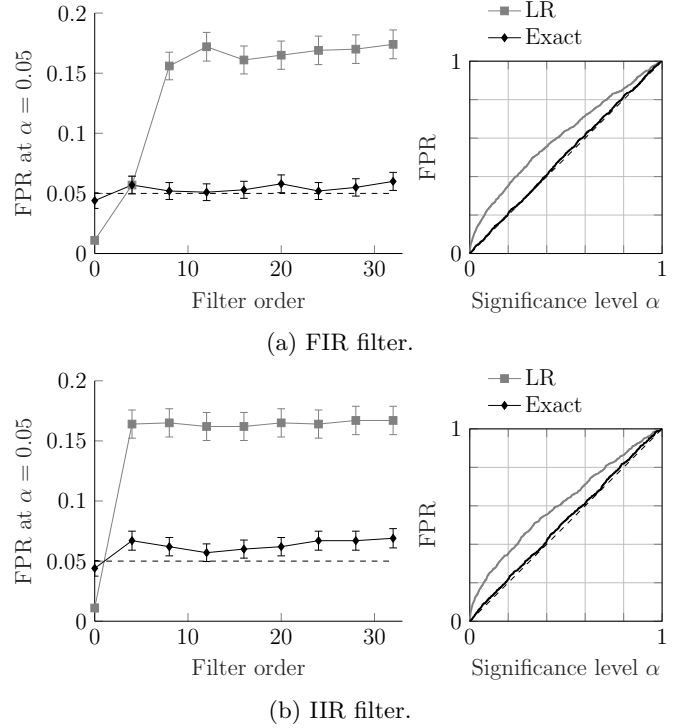 LR
Exact
0.2
0.15
0.1
0.05
0
FPR at α = 0.05
0 10 20 30
Filter order
1
0
FPR
0 1
Significance level α
(a) FIR filter.
LR
Exact
0.2
0.15
0.1
0.05
0
FPR at α = 0.05
0 10 20 30
Filter order
1
0
FPR
0 1
Significance level α
(b) IIR filter.